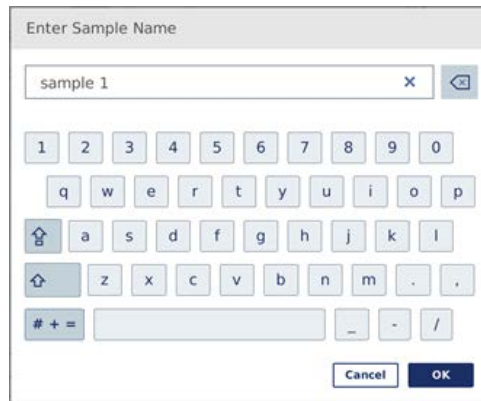 Enter Sample Name
sample 1 ×
1 2 3 4 5 6 7 8 9 0
q w e r t y u i o p
a s d f g h j k l
z x c v b n m . ,
# + = _ - /
Cancel OK